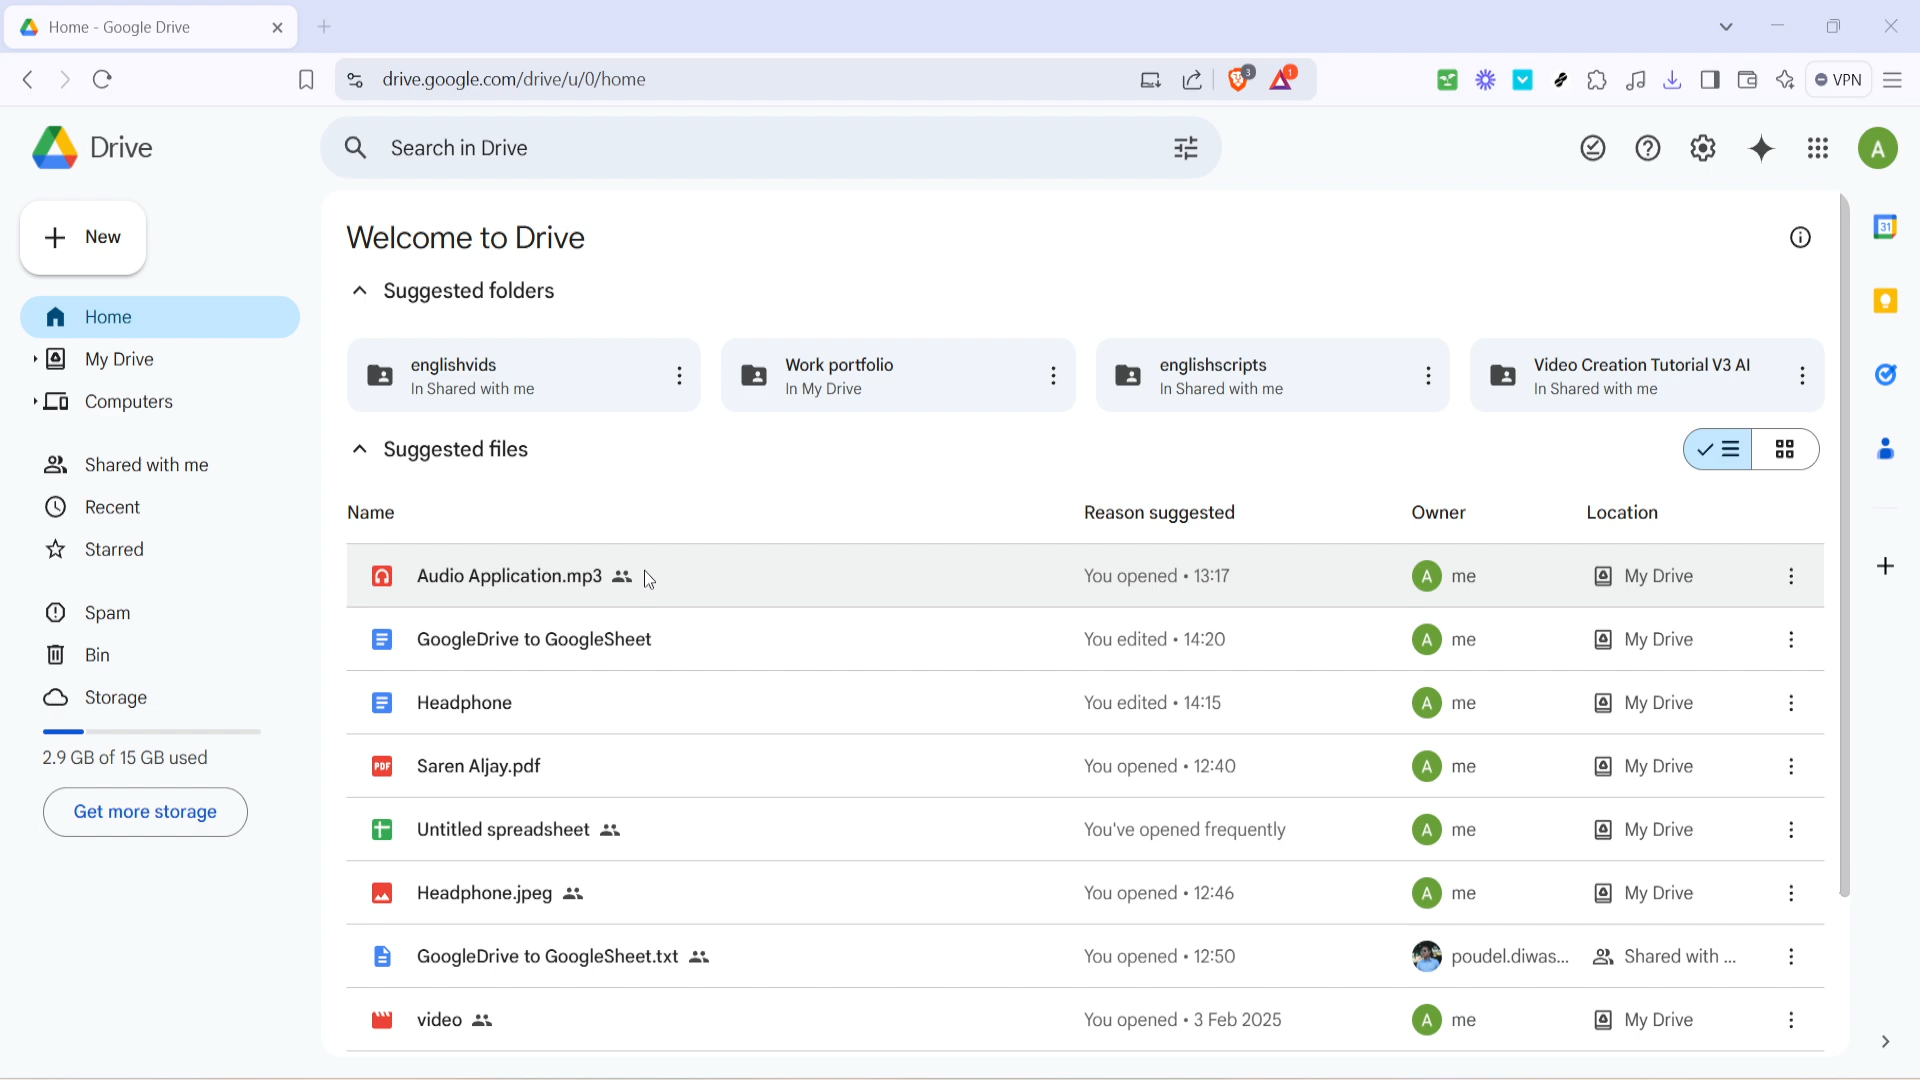 Home - Google Drive
drive.google.com/drive/u/0/home
3
1
VPN
Drive
Search in Drive
A
New
Welcome to Drive
31
Suggested folders
Home
My Drive
Computers
Shared with me
Recent
Starred
Spam
Bin
Storage
2.9 GB of 15 GB used
Get more storage
englishvids
In Shared with me
Work portfolio
In My Drive
englishscripts
In Shared with me
Video Creation Tutorial V3 AI
In Shared with me
Suggested files
Name Reason suggested Owner Location
Audio Application.mp3 You opened • 13:17 A me My Drive
GoogleDrive to GoogleSheet You edited • 14:20 A me My Drive
Headphone You edited • 14:15 A me My Drive
PDF Saren Aljay.pdf You opened • 12:40 A me My Drive
Untitled spreadsheet You've opened frequently A me My Drive
Headphone.jpeg You opened • 12:46 A me My Drive
GoogleDrive to GoogleSheet.txt You opened • 12:50 poudel.diwas... Shared with ...
video You opened • 3 Feb 2025 A me My Drive